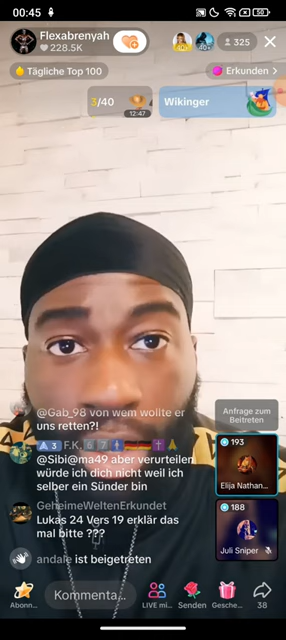 00:45
50
Flexabrenyah
228.5K
40+
325
Tägliche Top 100
Erkunden >
3/40
12:47
Wikinger
@Gab_98 von wem wollte er
uns retten?!
Anfrage zum
Beitreten
3 F.K.
@Sibi@ma49 aber verurteilen
würde ich dich nicht weil ich
selber ein Sünder bin
193
Elija Nathan...
GeheimeWeltenErkundet
Lukas 24 Vers 19 erklär das
mal bitte ???
188
Juli Sniper
andale ist beigetreten
Abonn...
Kommenta...
LIVE mi...
Senden
Gesche...
38